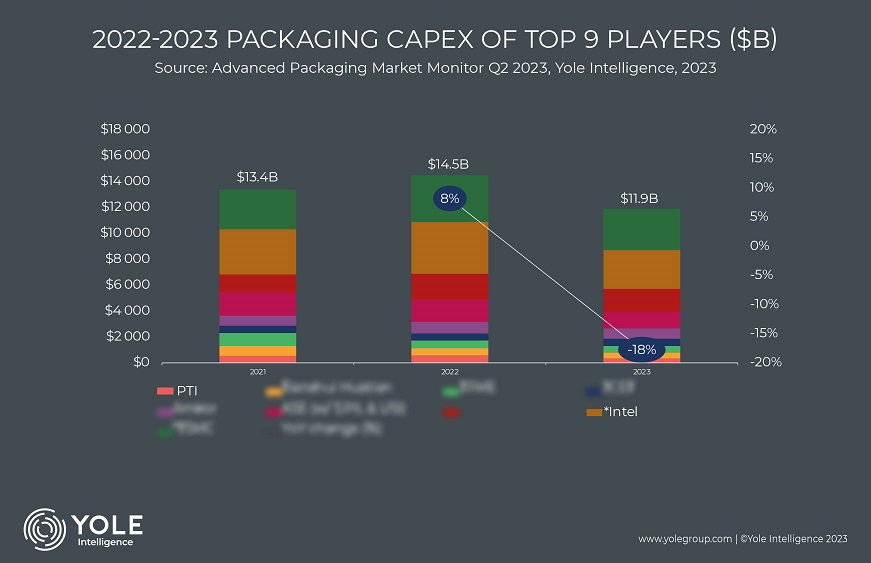 2022-2023 PACKAGING CAPEX OF TOP 9 PLAYERS ($B)
Source: Advanced Packaging Market Monitor Q2 2023, Yole Intelligence, 2023
$18 000
$16 000
$14 000
$12 000
$10 000
$8 000
$6 000
$4 000
$2 000
$0
$13.4B
$14.5B
$11.9B
8%
-18%
20%
15%
10%
5%
0%
-5%
-10%
-15%
-20%
2021 2022 2023
PTI
*Intel
YOLE
Intelligence
www.yolegroup.com | ©Yole Intelligence 2023